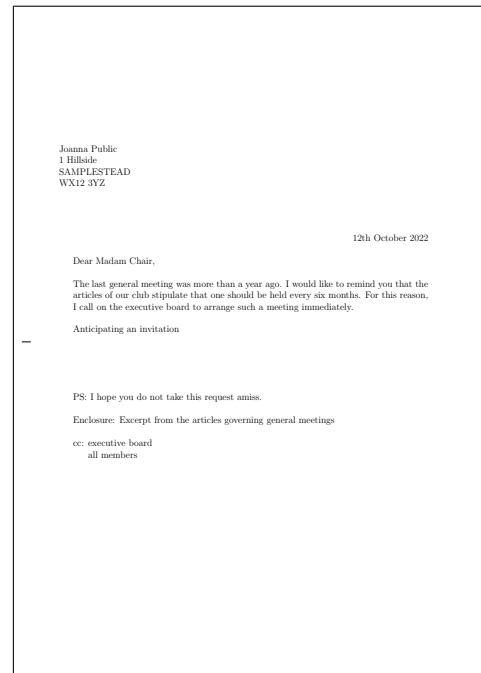 Joanna Public
1 Hillside
SAMPLESTEAD
WX12 3YZ
12th October 2022
Dear Madam Chair,
The last general meeting was more than a year ago. I would like to remind you that the
articles of our club stipulate that one should be held every six months. For this reason,
I call on the executive board to arrange such a meeting immediately.
Anticipating an invitation
PS: I hope you do not take this request amiss.
Enclosure: Excerpt from the articles governing general meetings
cc: executive board
all members